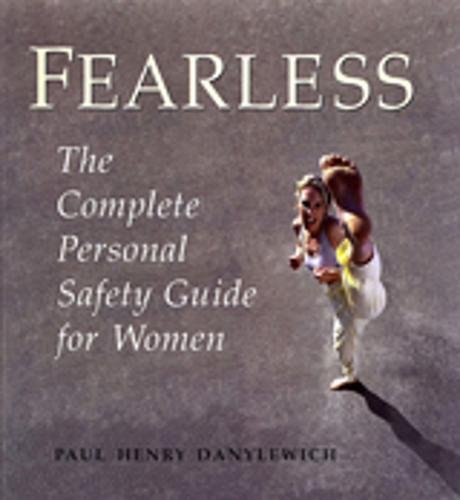 FEARLESS
The
Complete
Personal
Safety Guide
for Women
PAUL HENRY DANYLEWICH